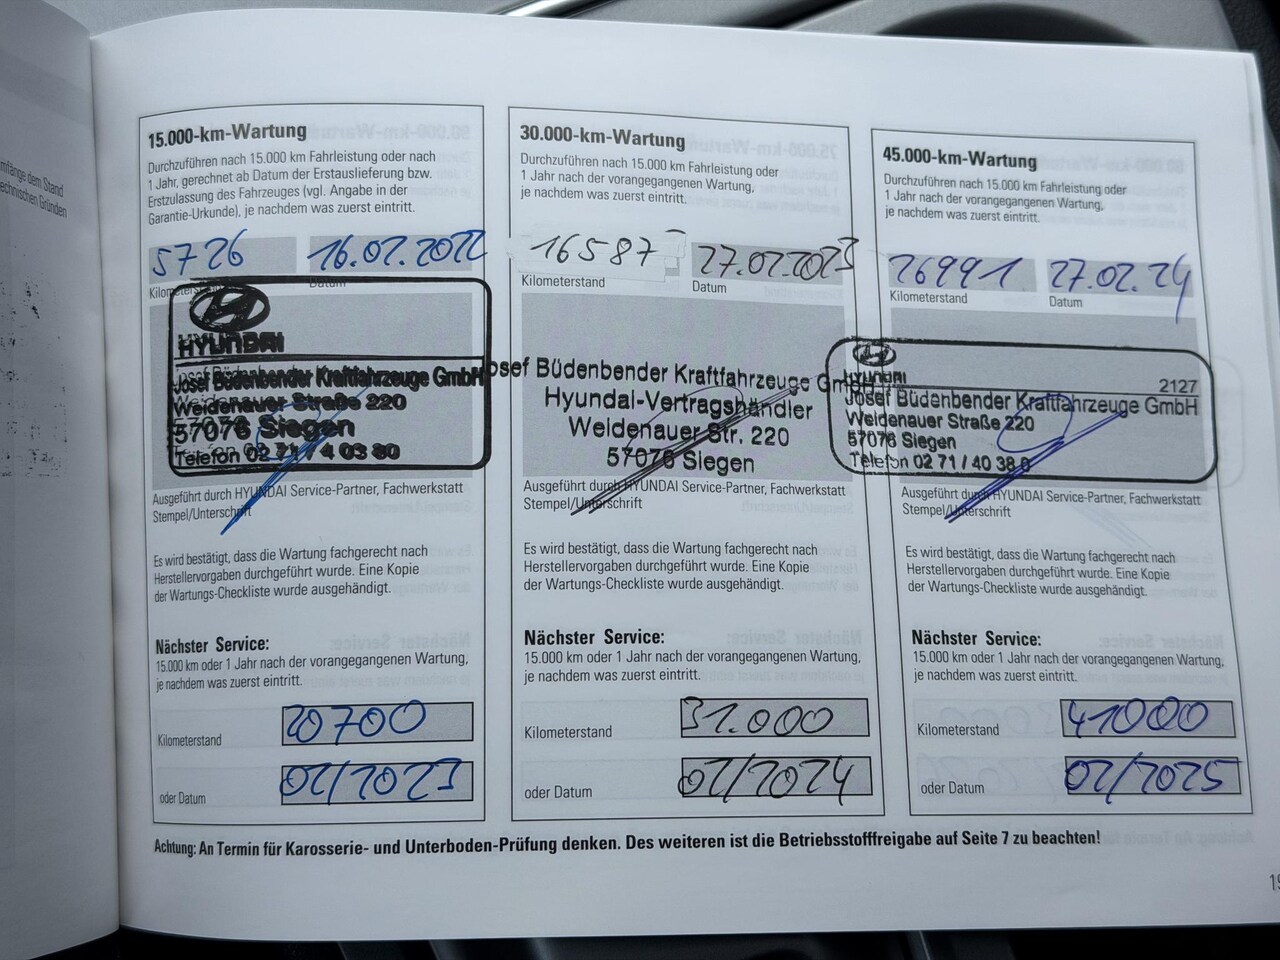 mfänge dem Stand
echnischen Gründen
15.000-km-Wartung
Durchzuführen nach 15.000 km Fahrleistung oder nach
1 Jahr, gerechnet ab Datum der Erstauslieferung bzw.
Erstzulassung des Fahrzeuges (vgl. Angabe in der
Garantie-Urkunde), je nachdem was zuerst eintritt.
5726 16.02.2022
Kilometerstand Datum
HYUNDAI
Josef Büdenbender Kraftfahrzeuge GmbH
Weidenauer Straße 220
57076 Siegen
Telefon 02 71 / 4 03 80
Ausgeführt durch HYUNDAI Service-Partner, Fachwerkstatt
Stempel/Unterschrift
Es wird bestätigt, dass die Wartung fachgerecht nach
Herstellervorgaben durchgeführt wurde. Eine Kopie
der Wartungs-Checkliste wurde ausgehändigt.
Nächster Service:
15.000 km oder 1 Jahr nach der vorangegangenen Wartung,
je nachdem was zuerst eintritt.
Kilometerstand 20700
oder Datum 02/2023
30.000-km-Wartung
Durchzuführen nach 15.000 km Fahrleistung oder
1 Jahr nach der vorangegangenen Wartung,
je nachdem was zuerst eintritt.
16587 27.02.2023
Kilometerstand Datum
Josef Büdenbender Kraftfahrzeuge GmbH
Hyundai-Vertragshändler
Weidenauer Str. 220
57076 Siegen
Ausgeführt durch HYUNDAI Service-Partner, Fachwerkstatt
Stempel/Unterschrift
Es wird bestätigt, dass die Wartung fachgerecht nach
Herstellervorgaben durchgeführt wurde. Eine Kopie
der Wartungs-Checkliste wurde ausgehändigt.
Nächster Service:
15.000 km oder 1 Jahr nach der vorangegangenen Wartung,
je nachdem was zuerst eintritt.
Kilometerstand 31.000
oder Datum 02/2024
45.000-km-Wartung
Durchzuführen nach 15.000 km Fahrleistung oder
1 Jahr nach der vorangegangenen Wartung,
je nachdem was zuerst eintritt.
26991 27.02.24
Kilometerstand Datum
HYUNDAI 2127
Josef Büdenbender Kraftfahrzeuge GmbH
Weidenauer Straße 220
57076 Siegen
Telefon 02 71 / 40 38 0
Ausgeführt durch HYUNDAI Service-Partner, Fachwerkstatt
Stempel/Unterschrift
Es wird bestätigt, dass die Wartung fachgerecht nach
Herstellervorgaben durchgeführt wurde. Eine Kopie
der Wartungs-Checkliste wurde ausgehändigt.
Nächster Service:
15.000 km oder 1 Jahr nach der vorangegangenen Wartung,
je nachdem was zuerst eintritt.
Kilometerstand 41000
oder Datum 02/2025
Achtung: An Termin für Karosserie- und Unterboden-Prüfung denken. Des weiteren ist die Betriebsstofffreigabe auf Seite 7 zu beachten!